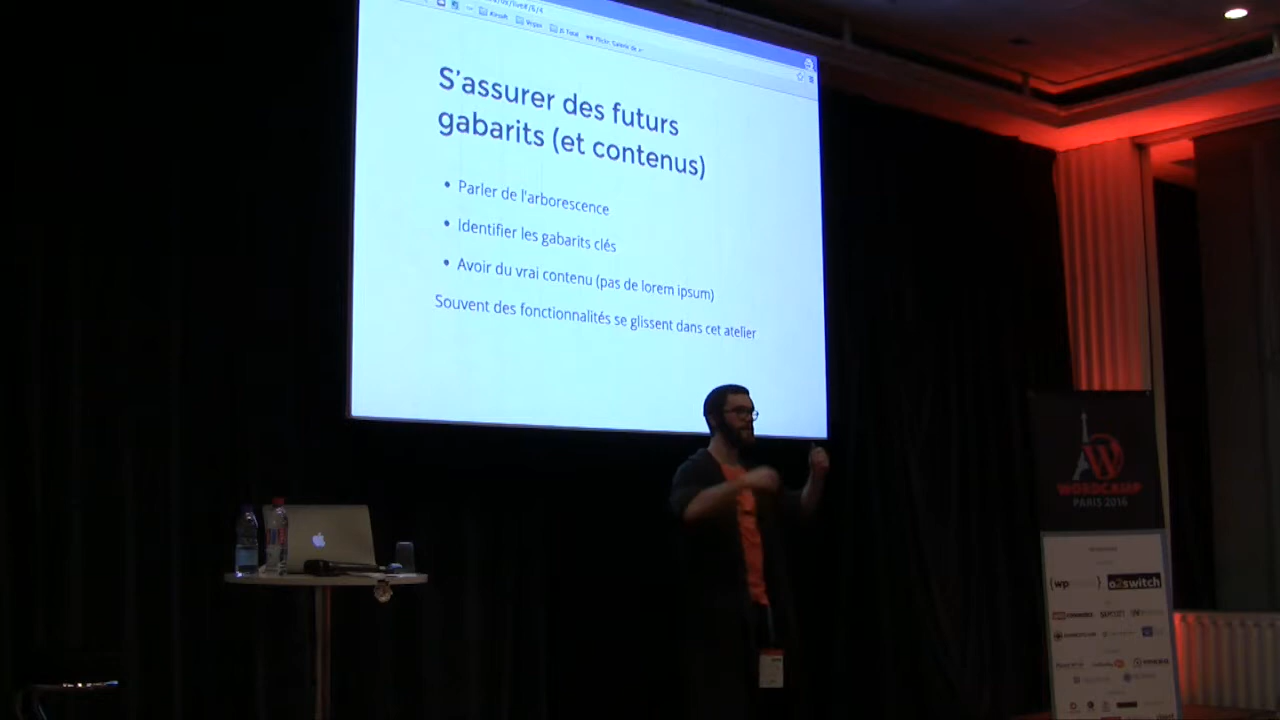 S'assurer des futurs
gabarits (et contenus)
• Parler de l'arborescence
• Identifier les gabarits clés
• Avoir du vrai contenu (pas de lorem ipsum)
Souvent des fonctionnalités se glissent dans cet atelier
WORDCAMP
PARIS 2016
(wp }
o2switch